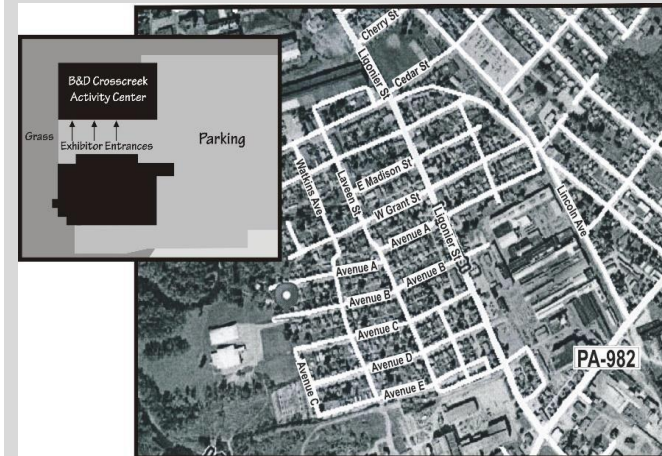 B&D Crosscreek
Activity Center
Grass
Exhibitor Entrances
Parking
Cherry St
Ligonier St
Cedar St
E Madison St
Watkins Ave
Laveen St
W Grant St
Avenue A
Ligonier St
Lincoln Ave
Avenue A
Avenue B
Avenue B
Avenue C
Avenue D
Avenue C
Avenue E
PA-982